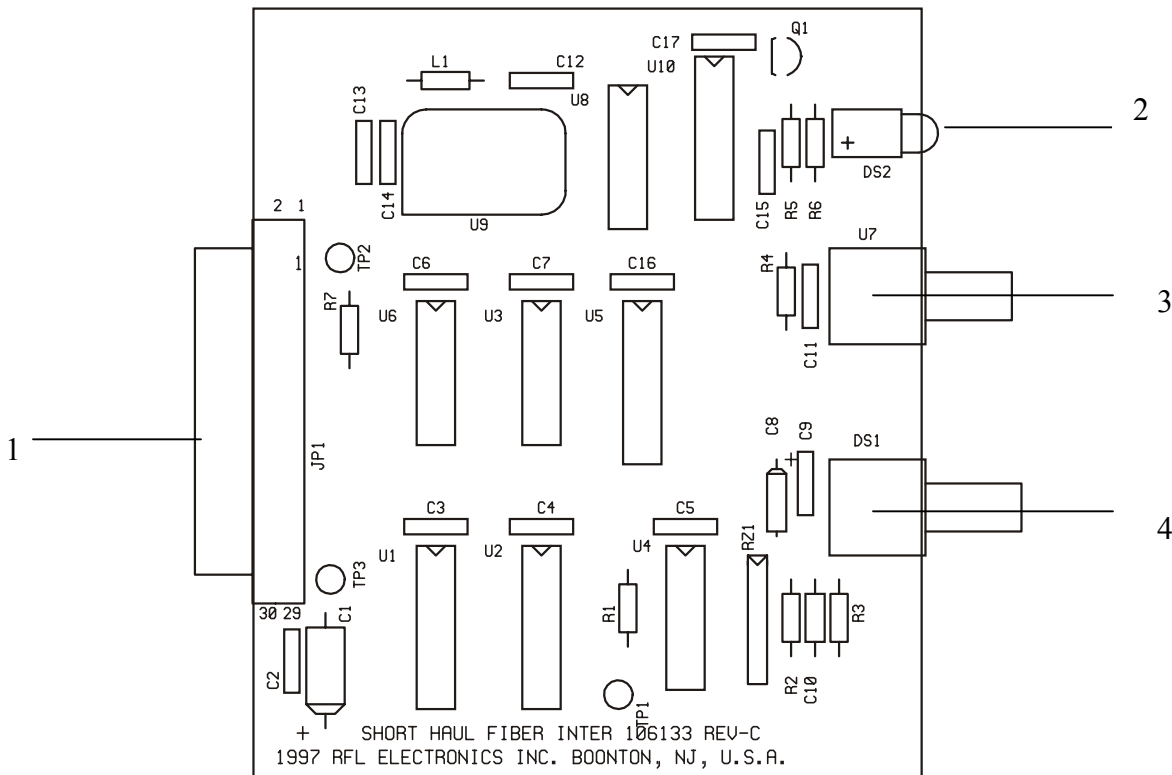 Q1
C17
L1
C12
U10
U8
C13
2
+
DS2
C14
C15
R5
R6
2 1
U9
U7
TP2
1
C6
C7
C16
R4
R7
U6
U3
U5
3
C11
C8
C9
+
DS1
1
JP1
C3
C4
C5
RZ1
4
U1
U2
U4
TP3
R1
R3
30 29
C1
C2
R2
C10
TP1
+ SHORT HAUL FIBER INTER 106133 REV-C
1997 RFL ELECTRONICS INC. BOONTON, NJ, U.S.A.